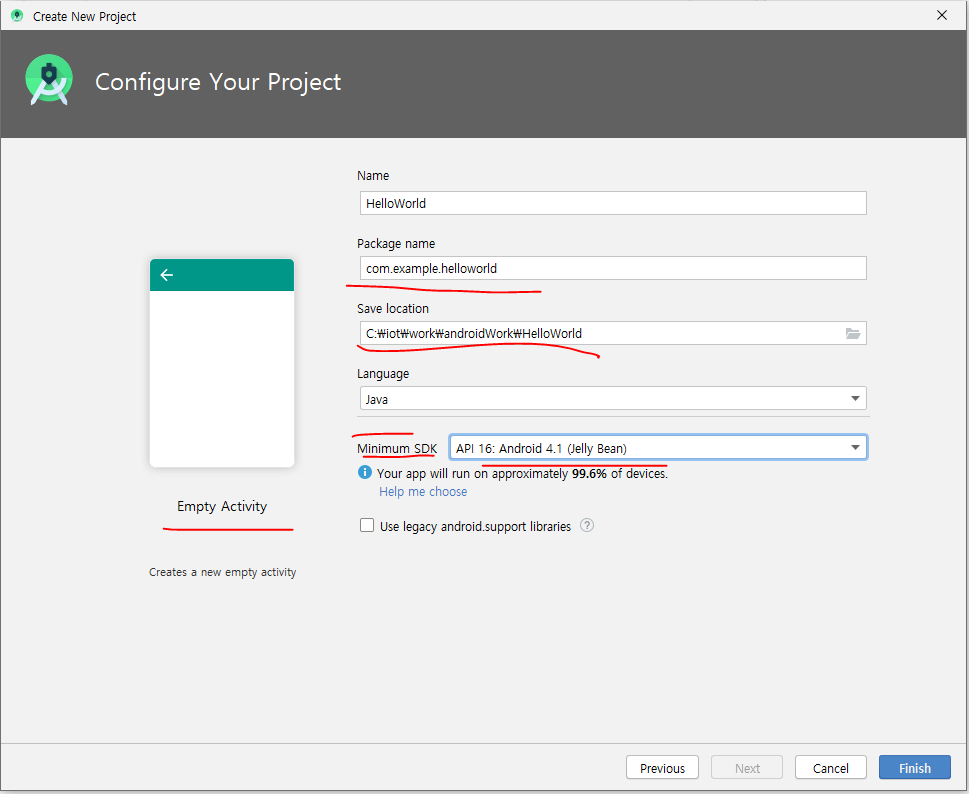 Create New Project
Configure Your Project
Name
HelloWorld
Package name
com.example.helloworld
Save location
C:₩iot₩work₩androidWork₩HelloWorld
Language
Java
Minimum SDK API 16: Android 4.1 (Jelly Bean)
Your app will run on approximately 99.6% of devices.
Help me choose
Use legacy android.support libraries ?
Empty Activity
Creates a new empty activity
Previous Next Cancel Finish